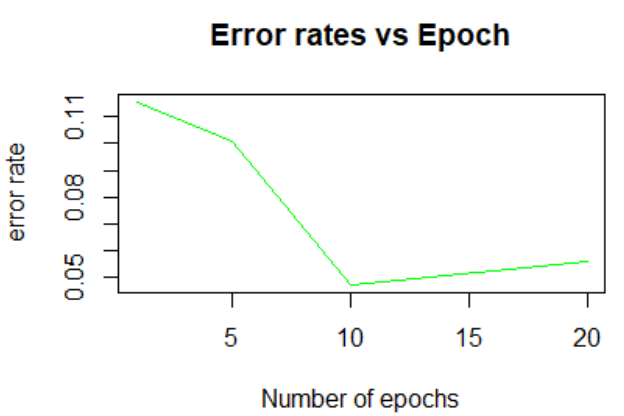 Error rates vs Epoch
error rate
0.11
0.08
0.05
5 10 15 20
Number of epochs